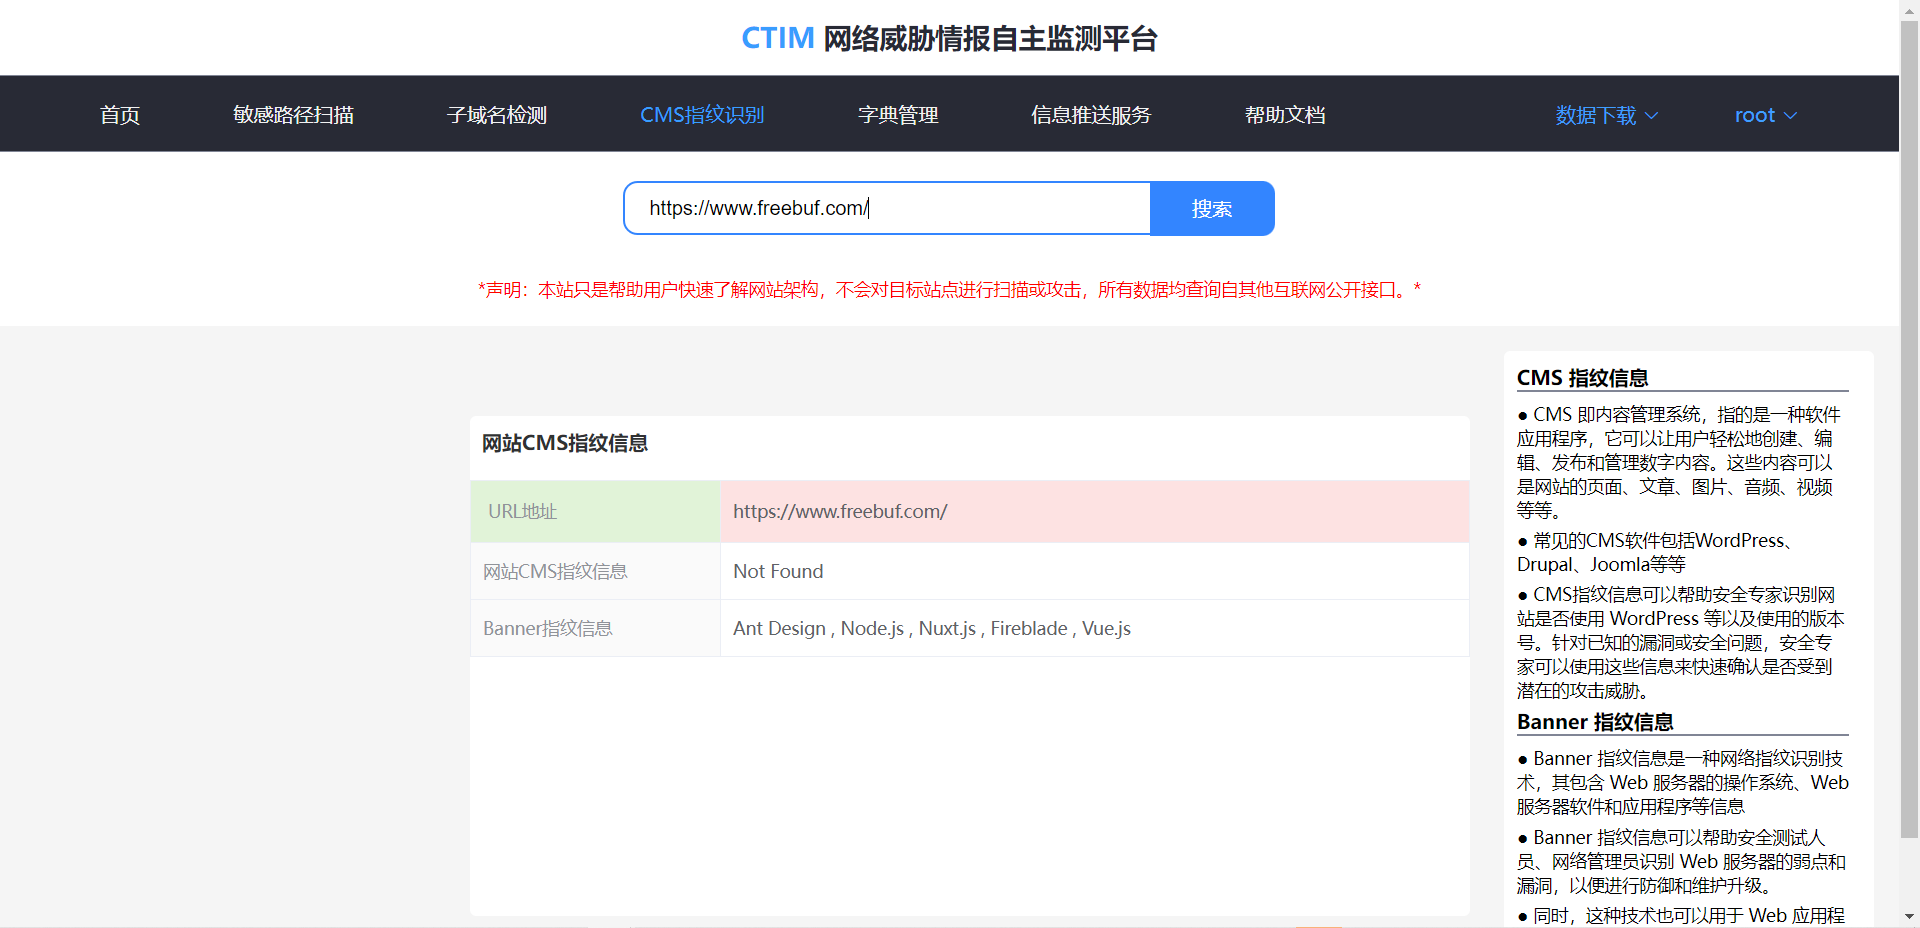 CTIM 网络威胁情报自主监测平台
首页 敏感路径扫描 子域名检测 CMS指纹识别 字典管理 信息推送服务 帮助文档 数据下载 root
https://www.freebuf.com/ 搜索
*声明：本站只是帮助用户快速了解网站架构，不会对目标站点进行扫描或攻击，所有数据均查询自其他互联网公开接口。*
网站CMS指纹信息
URL地址 https://www.freebuf.com/
网站CMS指纹信息 Not Found
Banner指纹信息 Ant Design , Node.js , Nuxt.js , Fireblade , Vue.js
CMS 指纹信息
● CMS 即内容管理系统，指的是一种软件
应用程序，它可以让用户轻松地创建、编
辑、发布和管理数字内容。这些内容可以
是网站的页面、文章、图片、音频、视频
等等。
● 常见的CMS软件包括WordPress、
Drupal、Joomla等等
● CMS指纹信息可以帮助安全专家识别网
站是否使用 WordPress 等以及使用的版本
号。针对已知的漏洞或安全问题，安全专
家可以使用这些信息来快速确认是否受到
潜在的攻击威胁。
Banner 指纹信息
● Banner 指纹信息是一种网络指纹识别技
术，其包含 Web 服务器的操作系统、Web
服务器软件和应用程序等信息
● Banner 指纹信息可以帮助安全测试人
员、网络管理员识别 Web 服务器的弱点和
漏洞，以便进行防御和维护升级。
● 同时，这种技术也可以用于 Web 应用程